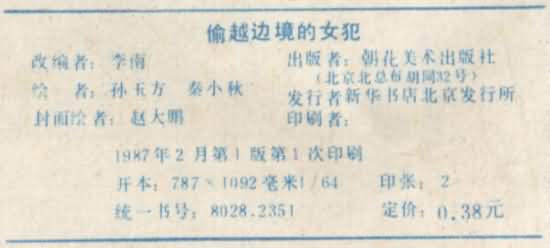 偷越边境的女犯
改编者：李南
绘　者：孙玉方　秦小秋
封面绘者：赵大鹏
出版者：朝花美术出版社
（北京北总布胡同32号）
发行者新华书店北京发行所
印刷者：
1987年2月第1版第1次印刷
开本：787×1092毫米1/64　印张：2
统一书号：8028.2351　定价：0.38元